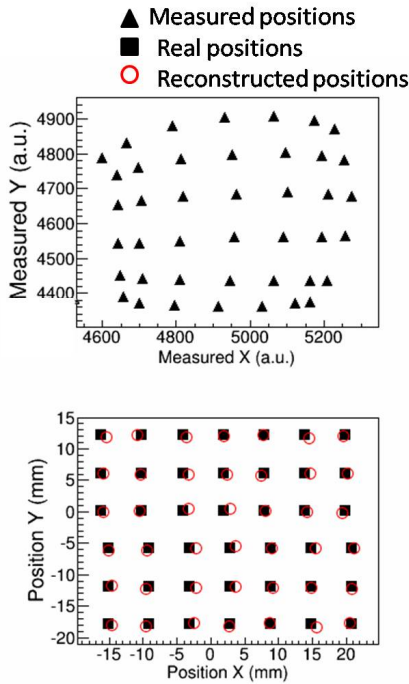 Measured positions
Real positions
Reconstructed positions
Measured Y (a.u.)
4900
4800
4700
4600
4500
4400
4600 4800 5000 5200
Measured X (a.u.)
Position Y (mm)
15
10
5
0
-5
-10
-15
-20
-15 -10 -5 0 5 10 15 20
Position X (mm)